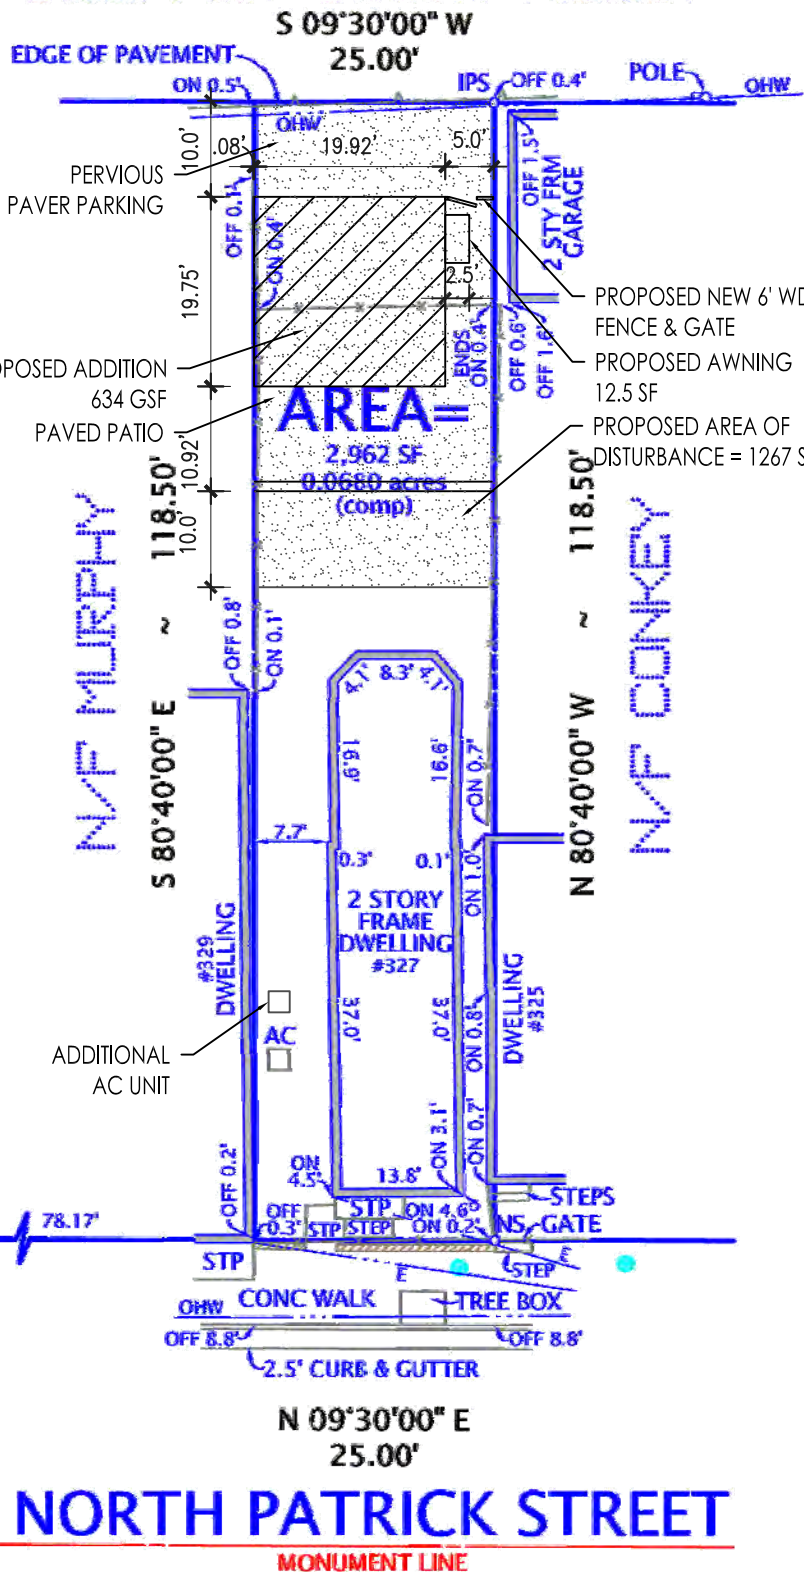 S 09°30'00" W
25.00'
EDGE OF PAVEMENT
ON 0.5'
IPS
OFF 0.4'
POLE
OHW
OHW
10.0'
.08'
19.92'
5.0'
PERVIOUS
PAVER PARKING
OFF 0.1'
ON 0.4'
OFF 1.5'
2 STY FRM
GARAGE
19.75'
2.5'
PROPOSED NEW 6' WD
FENCE & GATE
ENDS
ON 0.4'
OFF 0.6'
OFF 1.6'
OPOSED ADDITION
634 GSF
PROPOSED AWNING
12.5 SF
PAVED PATIO
AREA=
2,962 SF
0.0680 acres
(comp)
PROPOSED AREA OF
DISTURBANCE = 1267 S
10.92'
10.0'
N/F MURPHY
S 80°40'00" E ~ 118.50'
N 80°40'00" W ~ 118.50'
N/F CONKEY
OFF 0.8'
ON 0.1'
4.1'
8.3'
4.1'
16.9'
16.6'
ON 0.7'
7.7'
0.3'
0.1'
ON 1.0'
2 STORY
FRAME
DWELLING
#327
#329
DWELLING
DWELLING
#325
37.0'
37.0'
ON 0.8'
AC
ADDITIONAL
AC UNIT
ON 3.1'
ON 0.7'
OFF 0.2'
ON
4.5'
13.8'
STEPS
STP
ON 4.6'
OFF
0.3'
STP
STEP
ON 0.2'
NS
GATE
78.17'
STP
E
E
STEP
OHW
CONC WALK
TREE BOX
OFF 8.8'
OFF 8.8'
2.5' CURB & GUTTER
N 09°30'00" E
25.00'
NORTH PATRICK STREET
MONUMENT LINE